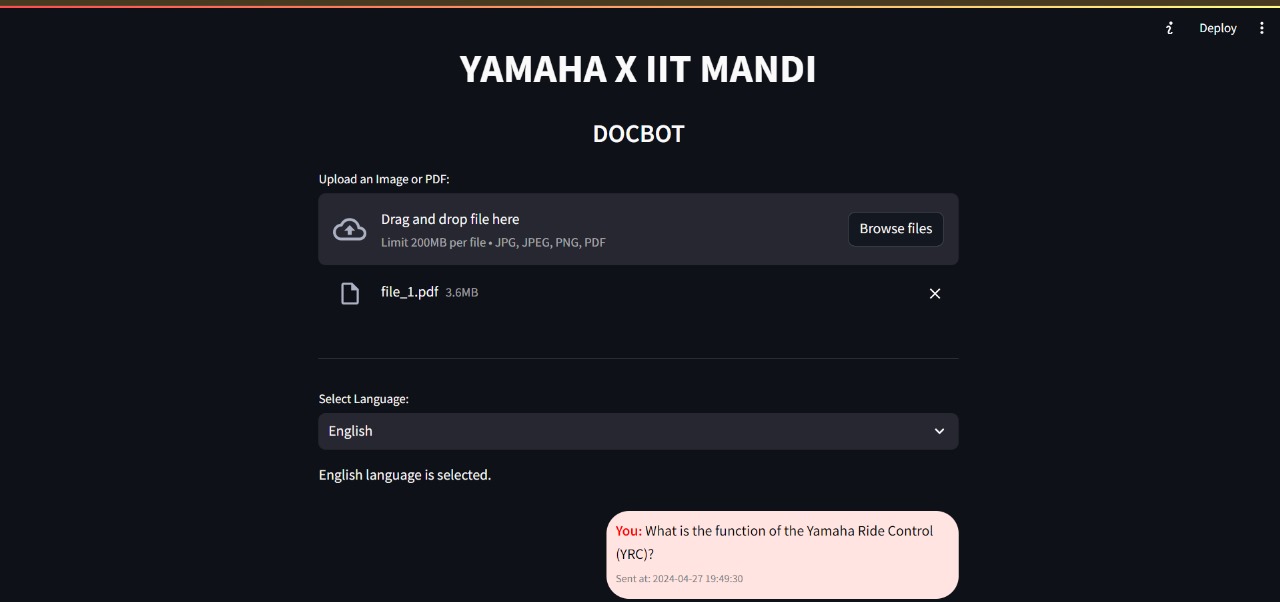 Deploy
YAMAHA X IIT MANDI
DOCBOT
Upload an Image or PDF:
Drag and drop file here
Limit 200MB per file • JPG, JPEG, PNG, PDF
Browse files
file_1.pdf 3.6MB
Select Language:
English
English language is selected.
You: What is the function of the Yamaha Ride Control
(YRC)?
Sent at: 2024-04-27 19:49:30